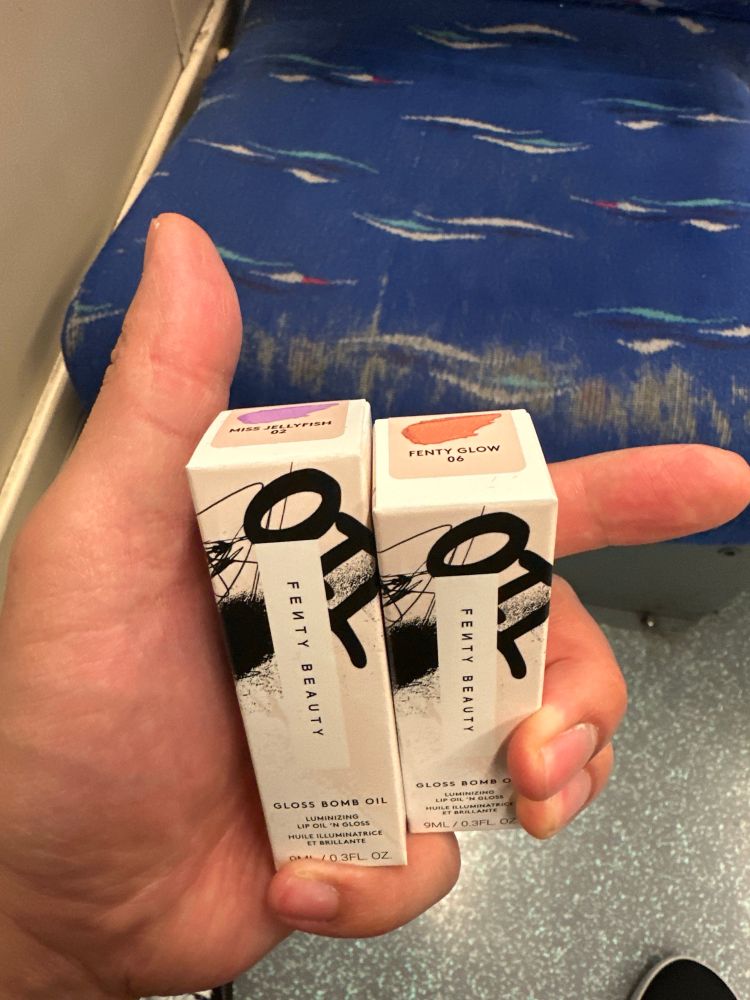 MISS JELLYFISH
02
OIL
FEИTY BEAUTY
GLOSS BOMB OIL
LUMINIZING
LIP OIL 'N GLOSS
HUILE ILLUMINATRICE
ET BRILLANTE
9ML / 0.3FL. OZ.
FENTY GLOW
06
OIL
FEИTY BEAUTY
GLOSS BOMB O
LUMINIZING
LIP OIL 'N GLOSS
HUILE ILLUMINATRICE
ET BRILLANTE
9ML / 0.3FL. OZ